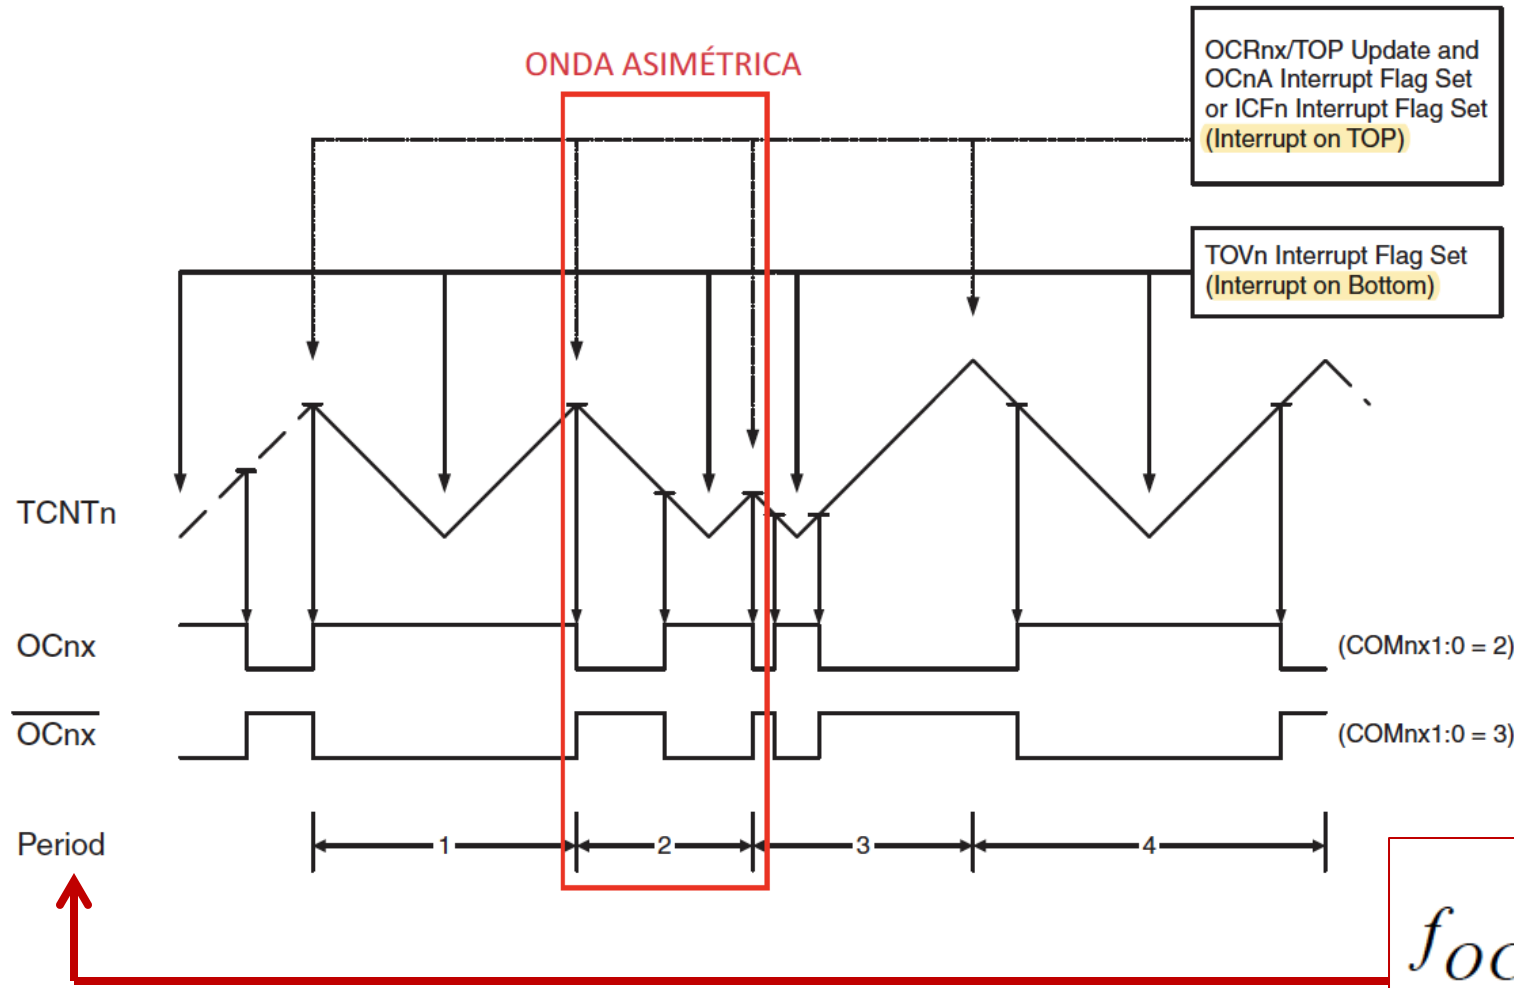 ONDA ASIMÉTRICA
OCRnx/TOP Update and
OCnA Interrupt Flag Set
or ICFn Interrupt Flag Set
(Interrupt on TOP)
TOVn Interrupt Flag Set
(Interrupt on Bottom)
TCNTn
OCnx
(COMnx1:0 = 2)
OCnx
(COMnx1:0 = 3)
Period
1
2
3
4